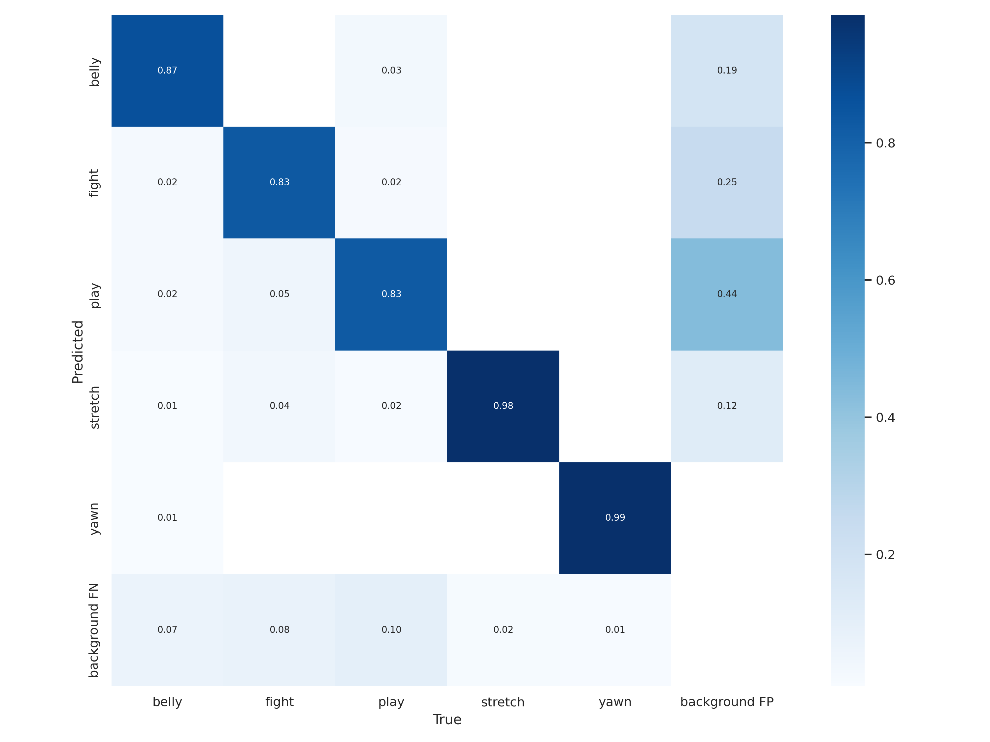 belly
0.87
0.03
0.19
fight
0.02
0.83
0.02
0.25
play
0.02
0.05
0.83
0.44
stretch
0.01
0.04
0.02
0.98
0.12
yawn
0.01
0.99
background FN
0.07
0.08
0.10
0.02
0.01
Predicted
belly
fight
play
stretch
yawn
background FP
True
0.8
0.6
0.4
0.2